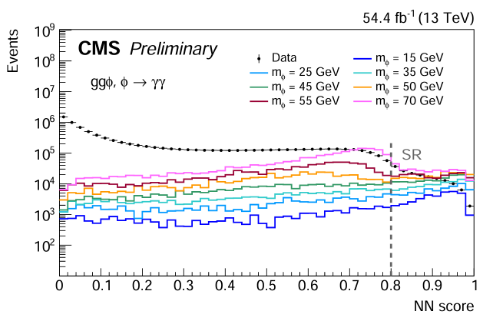 54.4 fb⁻¹ (13 TeV)
Events
10⁹
10⁸
10⁷
10⁶
10⁵
10⁴
10³
10²
CMS Preliminary
ggϕ, ϕ → γγ
Data
m_ϕ = 15 GeV
m_ϕ = 25 GeV
m_ϕ = 35 GeV
m_ϕ = 45 GeV
m_ϕ = 50 GeV
m_ϕ = 55 GeV
m_ϕ = 70 GeV
SR
0 0.1 0.2 0.3 0.4 0.5 0.6 0.7 0.8 0.9 1
NN score